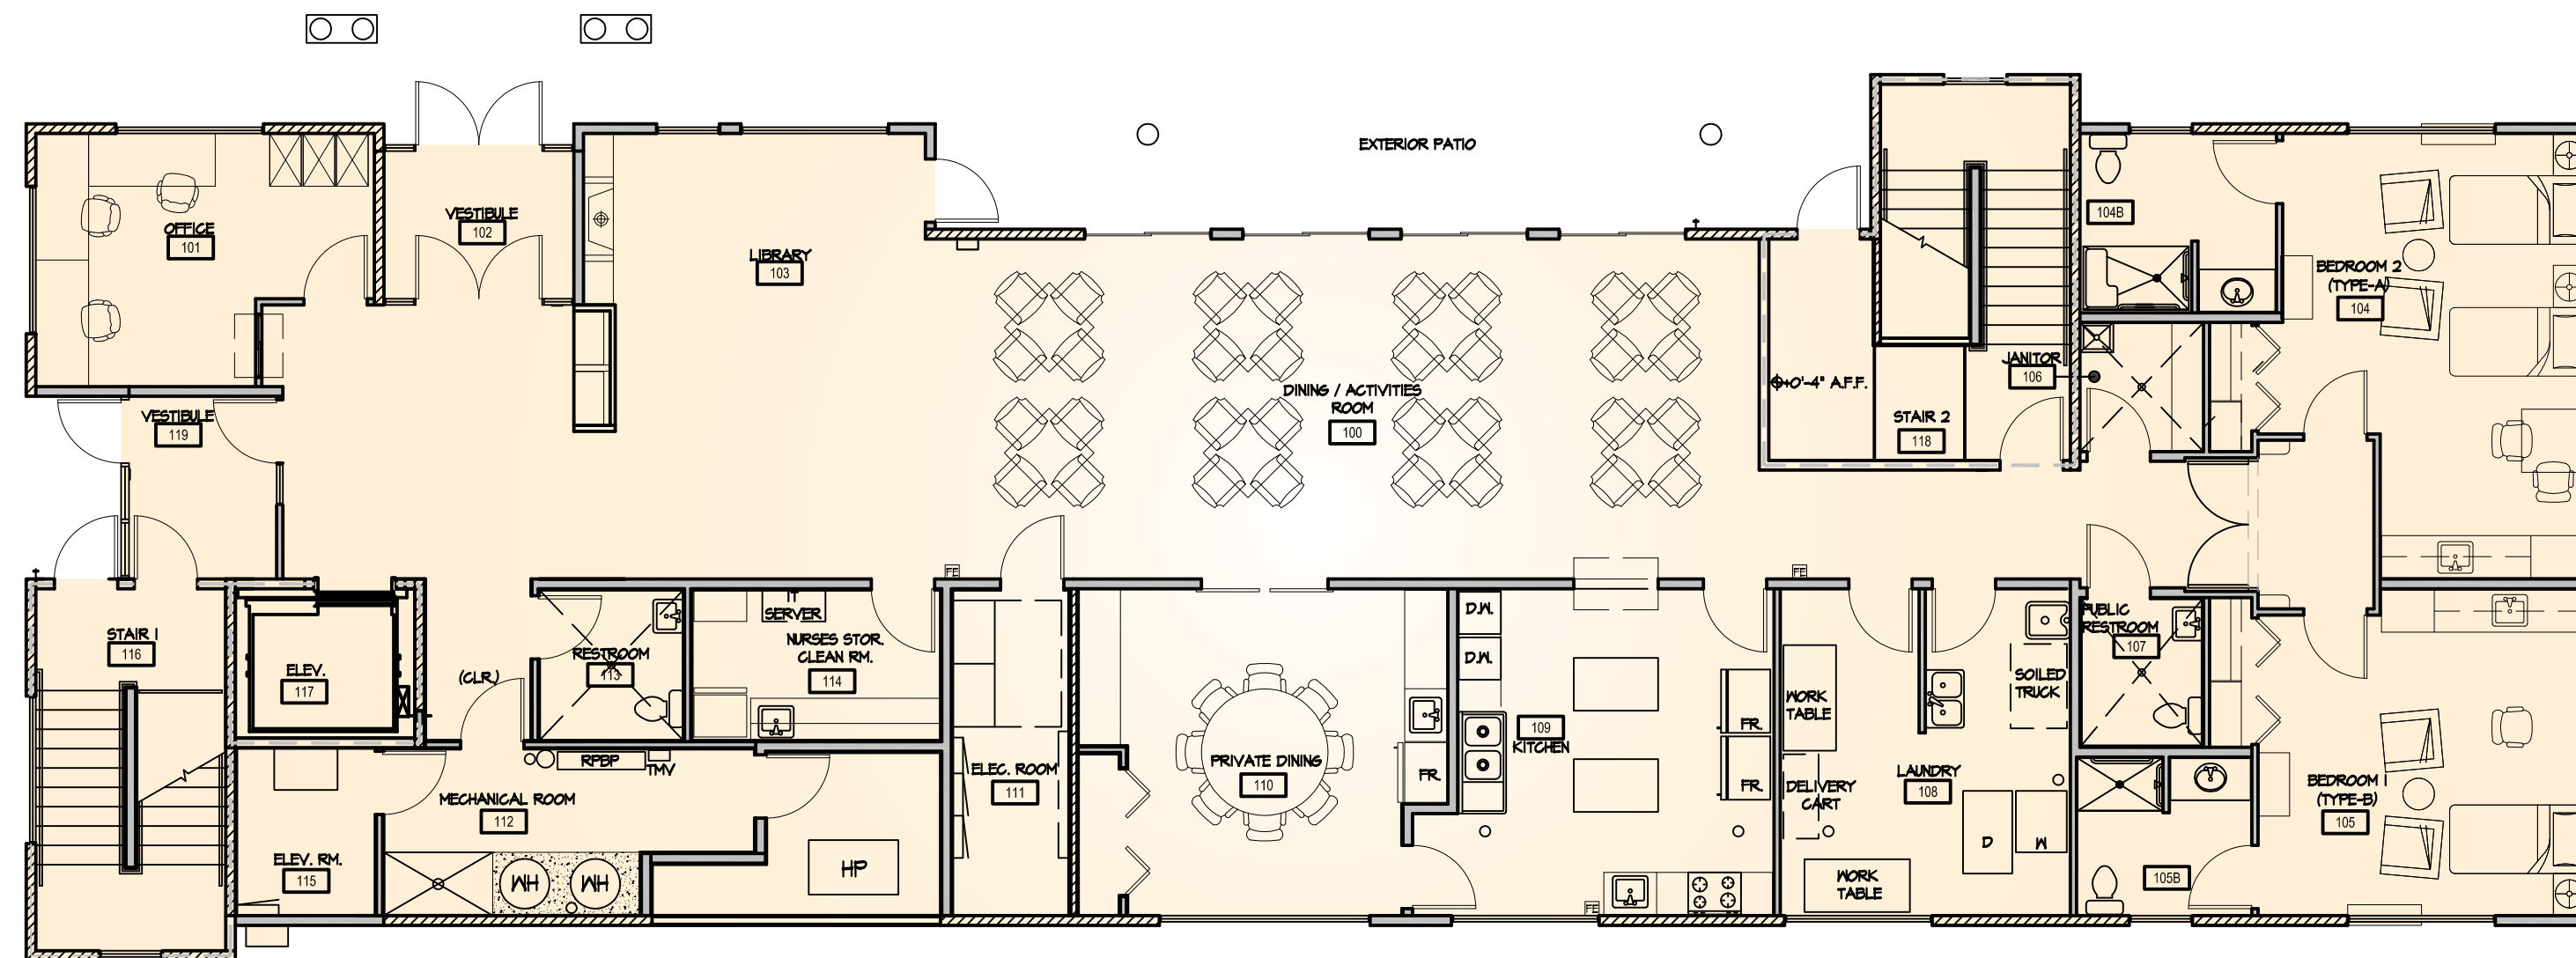 EXTERIOR PATIO
OFFICE
101
VESTIBULE
102
LIBRARY
103
104B
BEDROOM 2
(TYPE-A)
104
JANITOR
106
+0'-4" A.F.F.
STAIR 2
118
DINING / ACTIVITIES
ROOM
100
VESTIBULE
119
FE
FE
STAIR 1
116
ELEV.
117
(CLR.)
RESTROOM
113
SERVER
NURSES STOR.
CLEAN RM.
114
D.W.
D.W.
PUBLIC
RESTROOM
107
SOILED
TRUCK
WORK
TABLE
FR.
FR.
109
KITCHEN
PRIVATE DINING
110
FR.
ELEC. ROOM
111
RPBP
TMV
MECHANICAL ROOM
112
DELIVERY
CART
LAUNDRY
108
BEDROOM 1
(TYPE-B)
105
D
W
ELEV. RM.
115
WH
WH
HP
WORK
TABLE
105B
FE